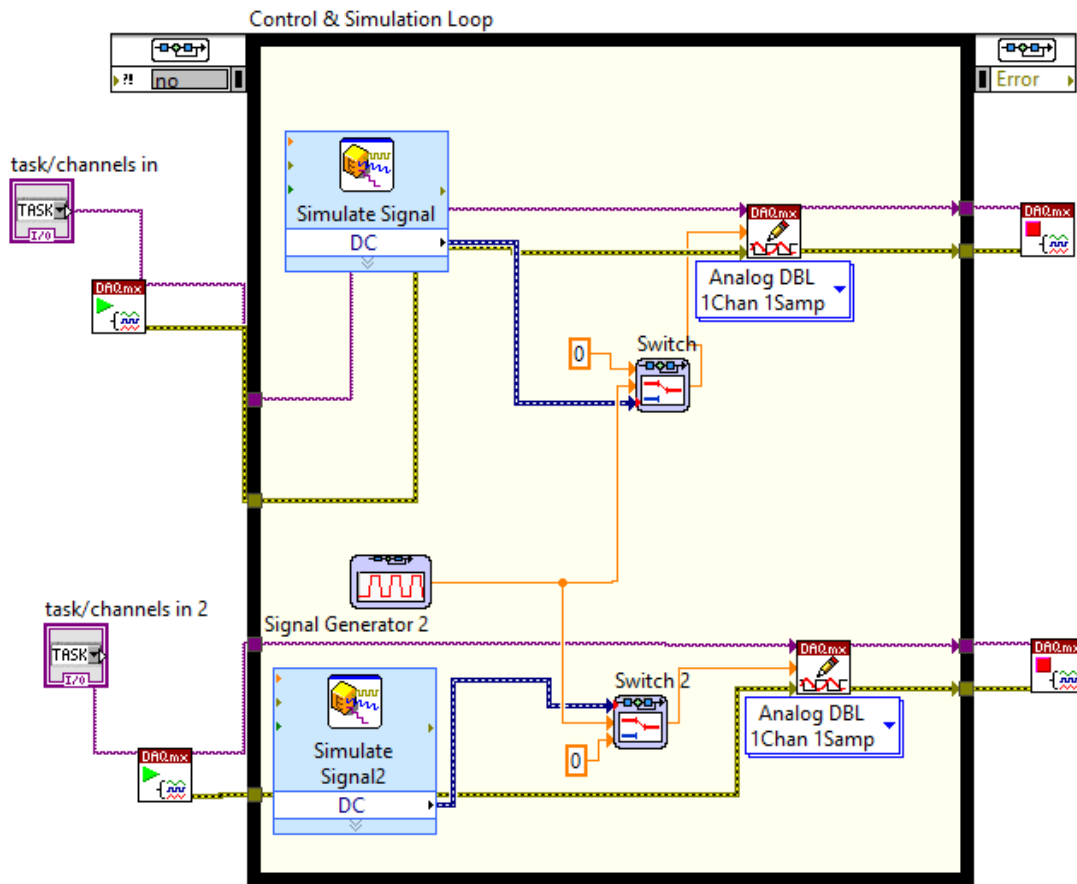 Control & Simulation Loop
?! no
Error
task/channels in
TASK
I/O
Simulate Signal
DC
DAQmx
DAQmx
DAQmx
Analog DBL
1Chan 1Samp
0
Switch
task/channels in 2
TASK
I/O
Signal Generator 2
DAQmx
DAQmx
Simulate
Signal2
DC
Switch 2
0
Analog DBL
1Chan 1Samp
DAQmx